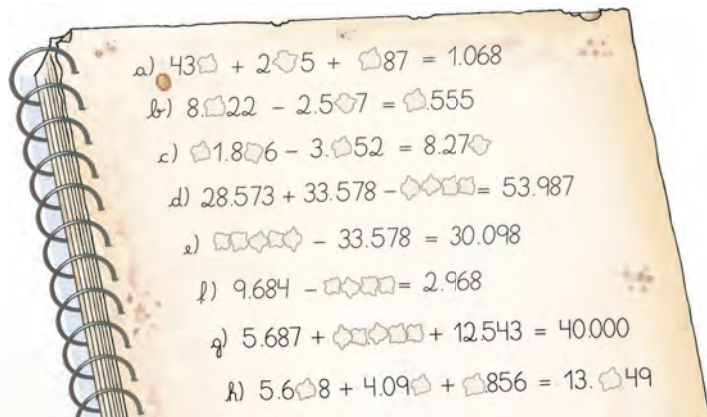 a) 43 + 2 5 + 87 = 1.068
b) 8. 22 - 2.5 7 = .555
c) 1.8 6 - 3. 52 = 8.27
d) 28.573 + 33.578 - = 53.987
e) - 33.578 = 30.098
f) 9.684 - = 2.968
g) 5.687 + + 12.543 = 40.000
h) 5.6 8 + 4.09 + .856 = 13. 49